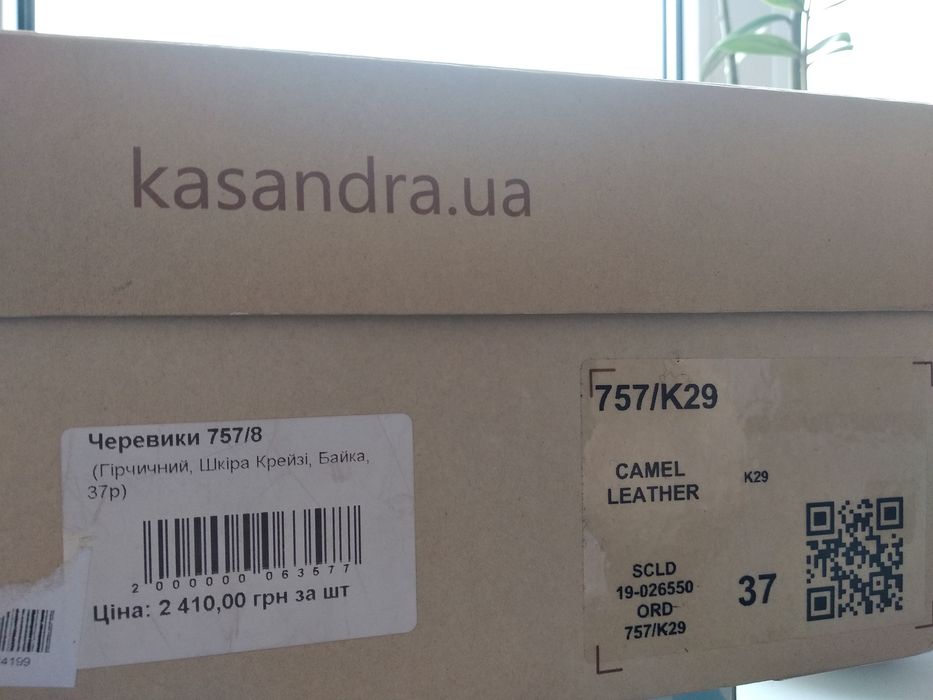 kasandra.ua
Черевики 757/8
(Гірчичний, Шкіра Крейзі, Байка,
37р)
2 000000 063577
Ціна: 2 410,00 грн за шт
4199
757/K29
CAMEL
LEATHER
K29
SCLD
19-026550
ORD
757/K29
37